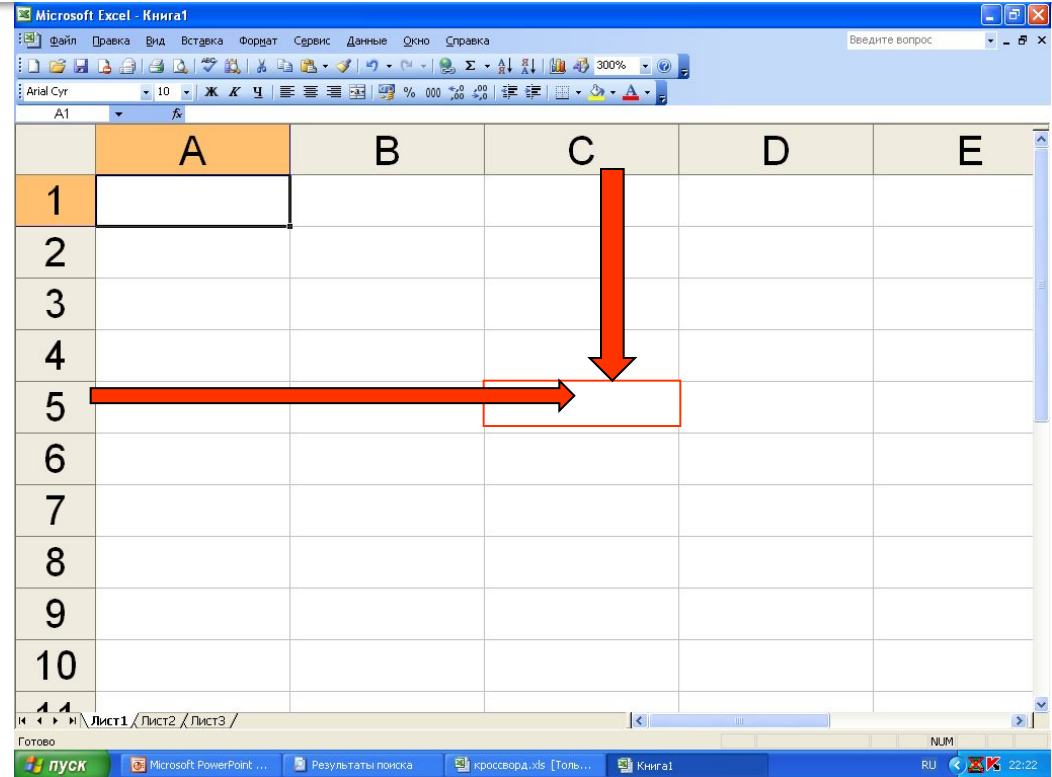 Microsoft Excel - Книга1
Файл Правка Вид Вставка Формат Сервис Данные Окно Справка Введите вопрос
300%
Arial Cyr 10 Ж К Ч % 000
A1 fx
A B C D E
1
2
3
4
5
6
7
8
9
10
11
Лист1 Лист2 Лист3
Готово NUM
пуск Microsoft PowerPoint ... Результаты поиска кроссворд.xls [Толь... Книга1 RU 22:22